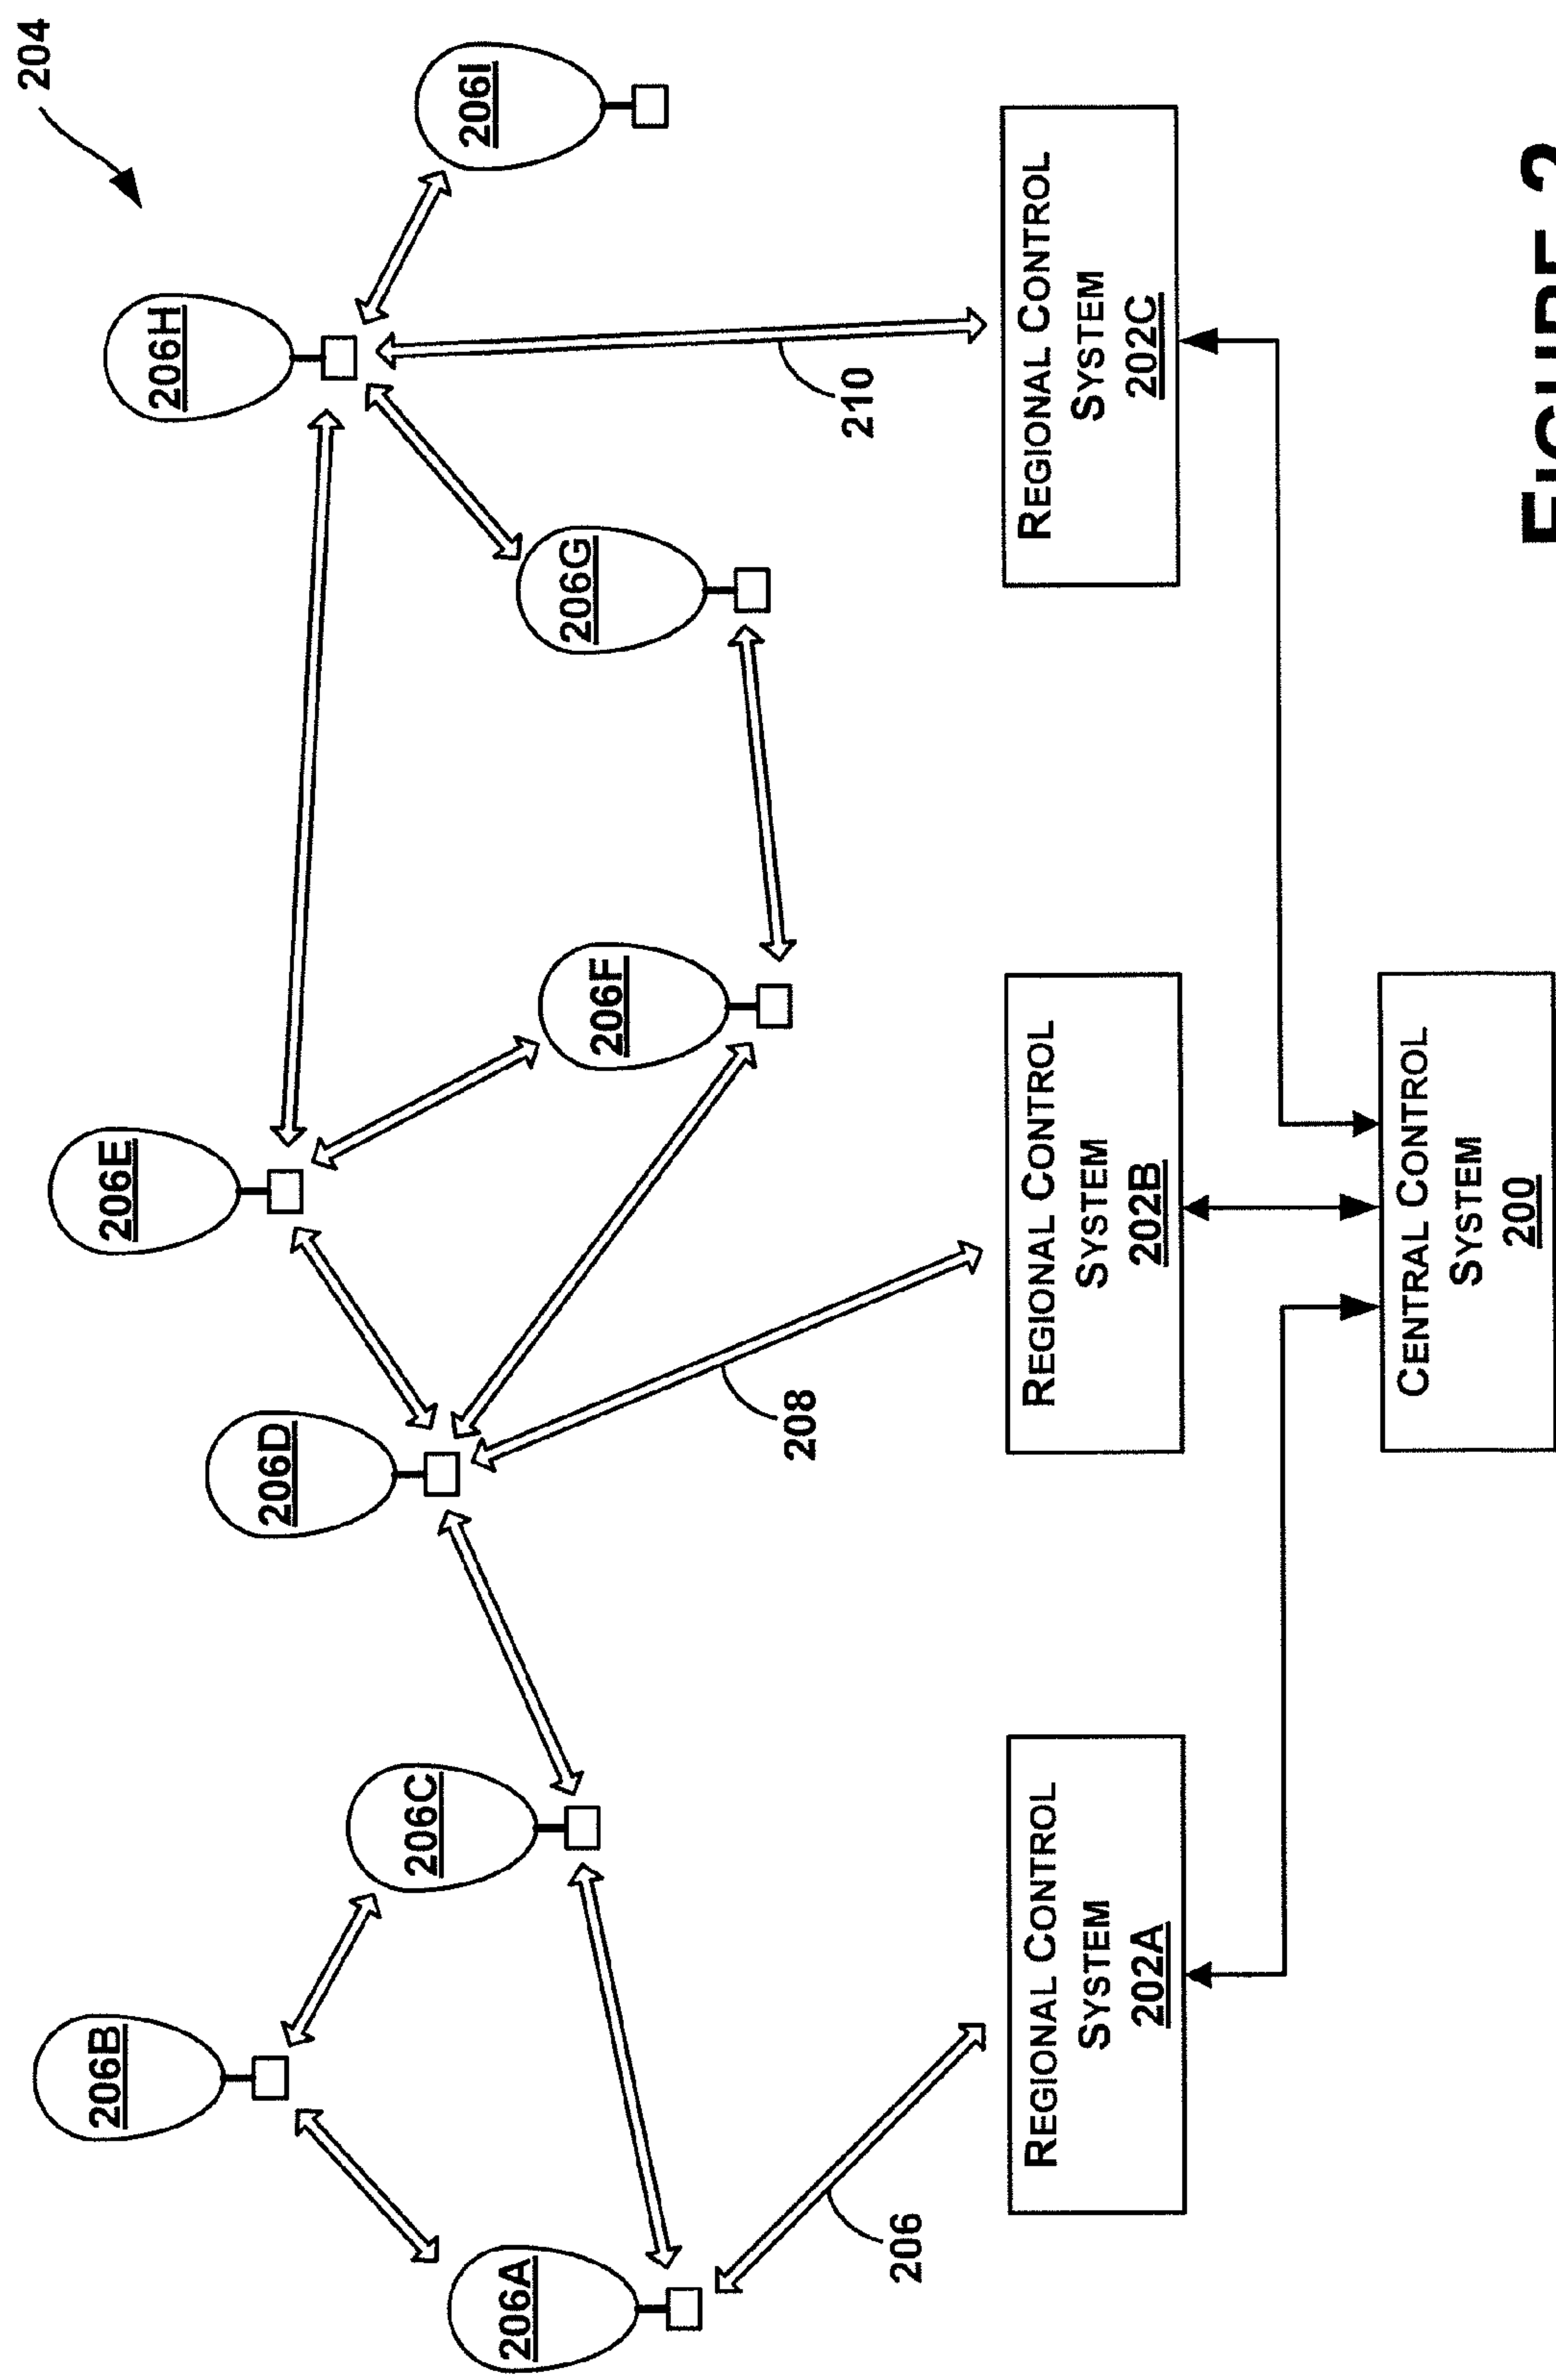 204
206B
206E
206H
206D
206C
206I
206A
206F
206G
206
208
210
REGIONAL CONTROL
SYSTEM
202A
REGIONAL CONTROL
SYSTEM
202B
REGIONAL CONTROL
SYSTEM
202C
CENTRAL CONTROL
SYSTEM
200
FIGURE 2